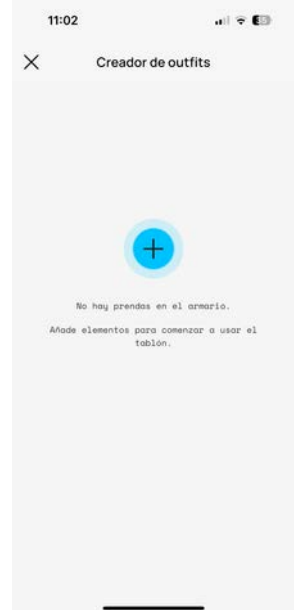 11:02
Creador de outfits
No hay prendas en el armario.
Añade elementos para comenzar a usar el
tablón.